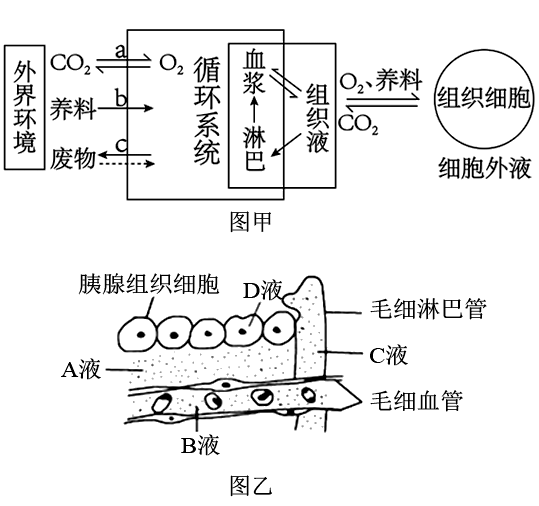 外界环境
CO₂
a
O₂
养料
b
废物
c
循环系统
血浆
淋巴
组织液
O₂、养料
CO₂
组织细胞
细胞外液
图甲
胰腺组织细胞
D液
毛细淋巴管
C液
A液
毛细血管
B液
图乙